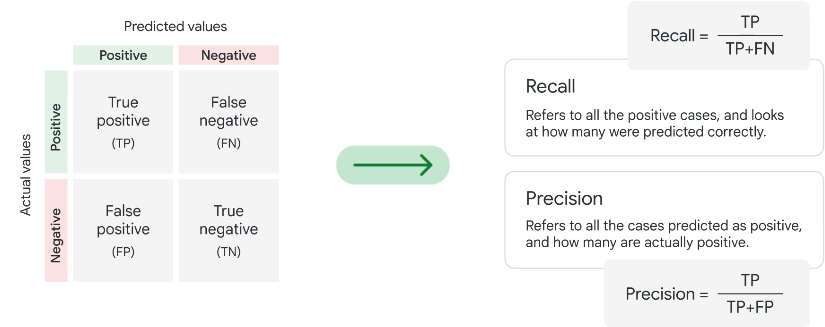 Predicted values
Positive
Negative
Actual values
Positive
True
positive
(TP)
False
negative
(FN)
Negative
False
positive
(FP)
True
negative
(TN)
Recall = TP
TP+FN
Recall
Refers to all the positive cases, and looks
at how many were predicted correctly.
Precision
Refers to all the cases predicted as positive,
and how many are actually positive.
Precision = TP
TP+FP